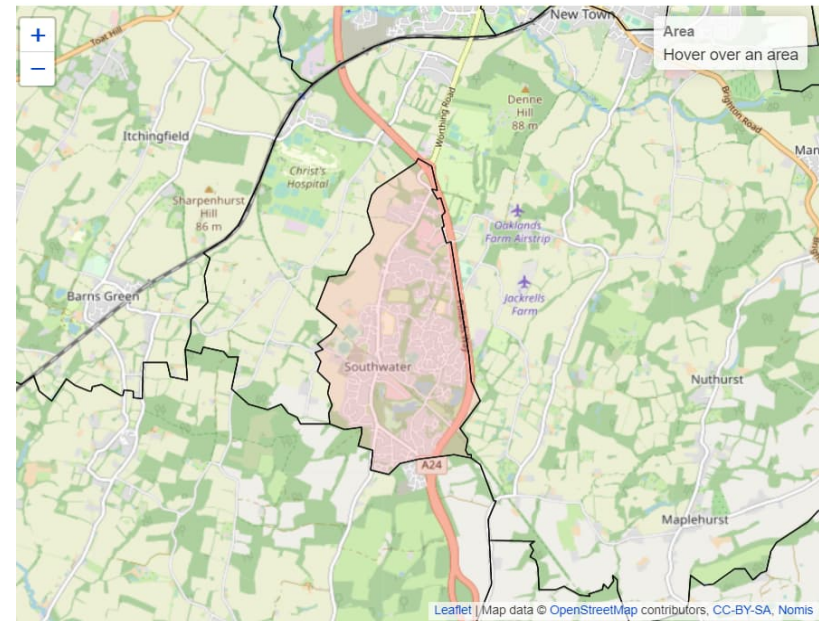 +
−
Area
Hover over an area
New Town
Toat Hill
Worthing Road
Denne
Hill
88 m
Brighton Road
Itchingfield
Christ's
Hospital
Sharpenhurst
Hill
86 m
Oaklands
Farm Airstrip
Barns Green
Jackrells
Farm
Southwater
Nuthurst
A24
Maplehurst
Leaflet | Map data © OpenStreetMap contributors, CC-BY-SA, Nomis